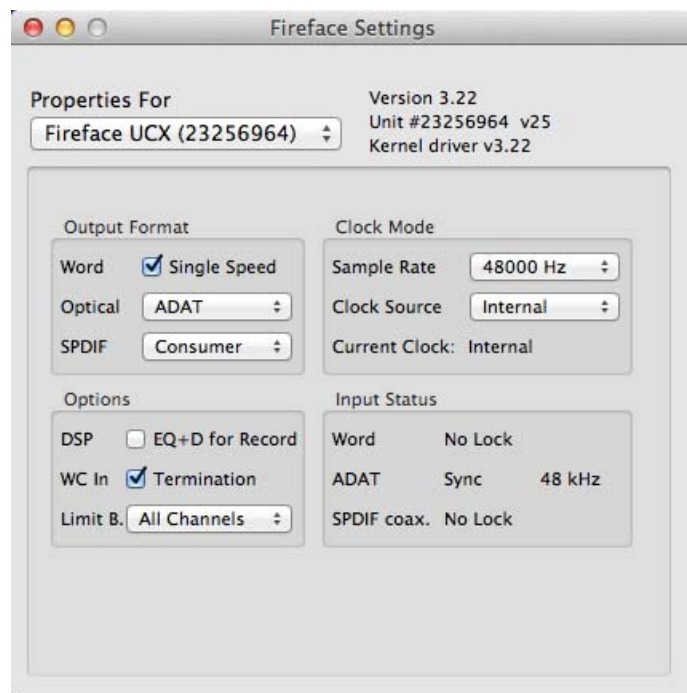 Fireface Settings
Properties For
Fireface UCX (23256964)
Version 3.22
Unit #23256964 v25
Kernel driver v3.22
Output Format
Word Single Speed
Optical ADAT
SPDIF Consumer
Clock Mode
Sample Rate 48000 Hz
Clock Source Internal
Current Clock: Internal
Options
DSP EQ+D for Record
WC In Termination
Limit B. All Channels
Input Status
Word No Lock
ADAT Sync 48 kHz
SPDIF coax. No Lock